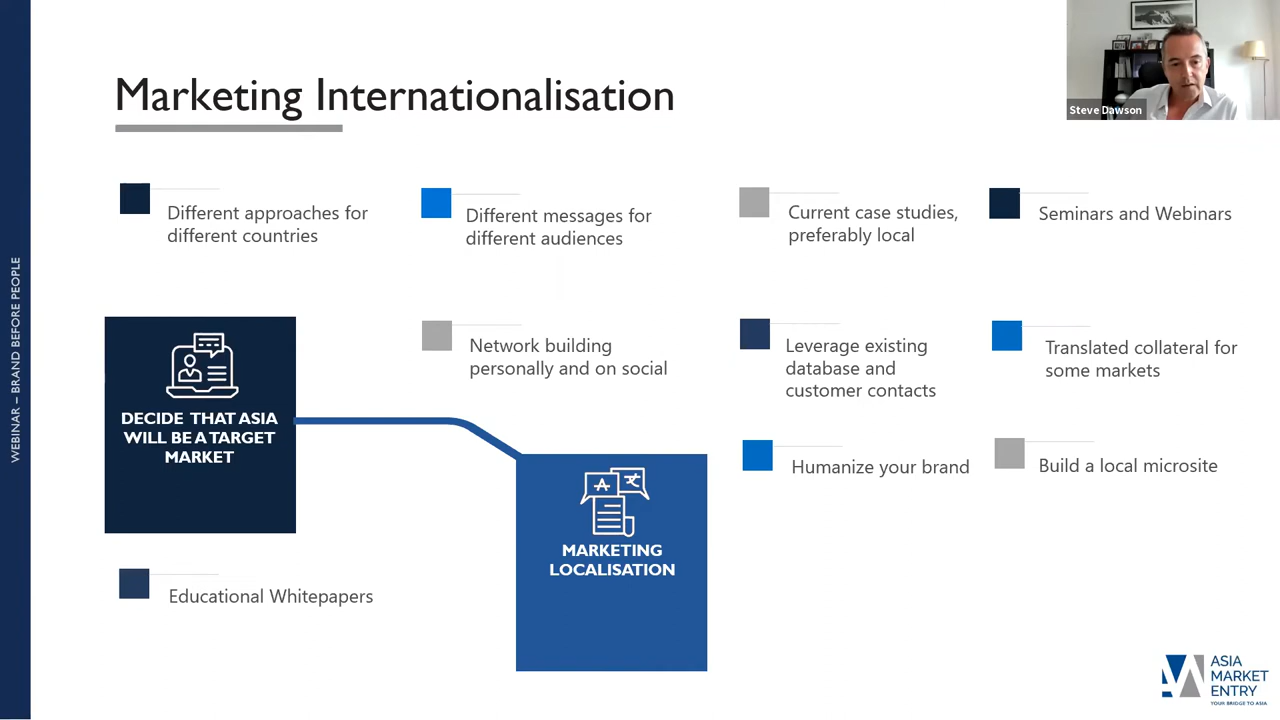 Marketing Internationalisation
Steve Dawson
WEBINAR – BRAND BEFORE PEOPLE
Different approaches for
different countries
Different messages for
different audiences
Current case studies,
preferably local
Seminars and Webinars
Network building
personally and on social
Leverage existing
database and
customer contacts
Translated collateral for
some markets
DECIDE THAT ASIA
WILL BE A TARGET
MARKET
Humanize your brand
Build a local microsite
A
MARKETING
LOCALISATION
Educational Whitepapers
ASIA
MARKET
ENTRY
YOUR BRIDGE TO ASIA